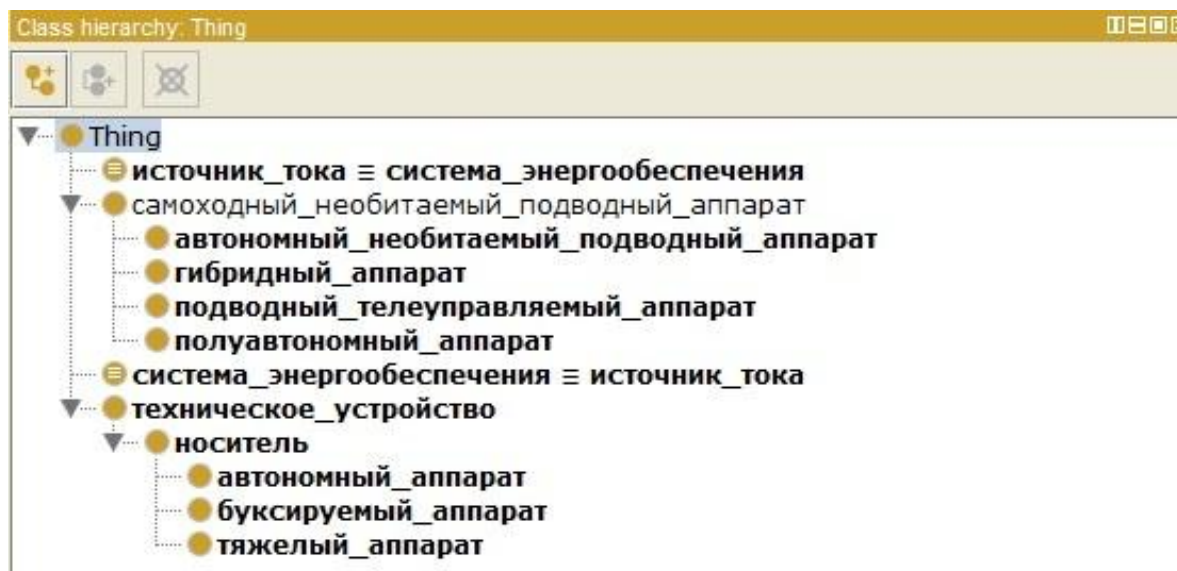 Class hierarchy: Thing
Thing
источник_тока ≡ система_энергообеспечения
самоходный_необитаемый_подводный_аппарат
автономный_необитаемый_подводный_аппарат
гибридный_аппарат
подводный_телеуправляемый_аппарат
полуавтономный_аппарат
система_энергообеспечения ≡ источник_тока
техническое_устройство
носитель
автономный_аппарат
буксируемый_аппарат
тяжелый_аппарат